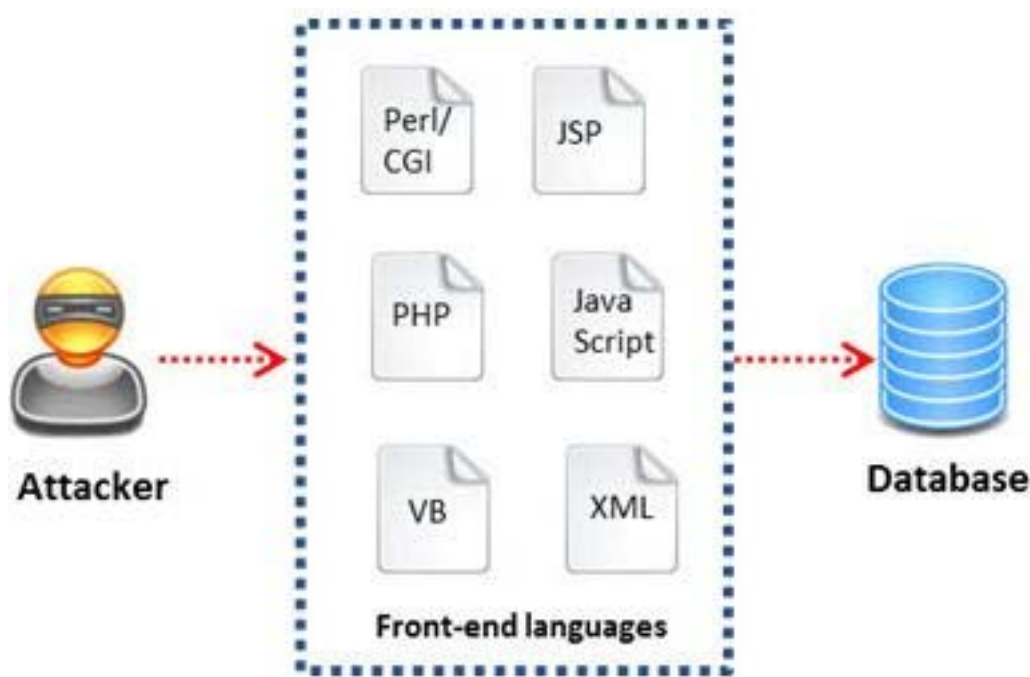 Perl/
CGI
JSP
PHP
Java
Script
VB
XML
Front-end languages
Attacker
Database